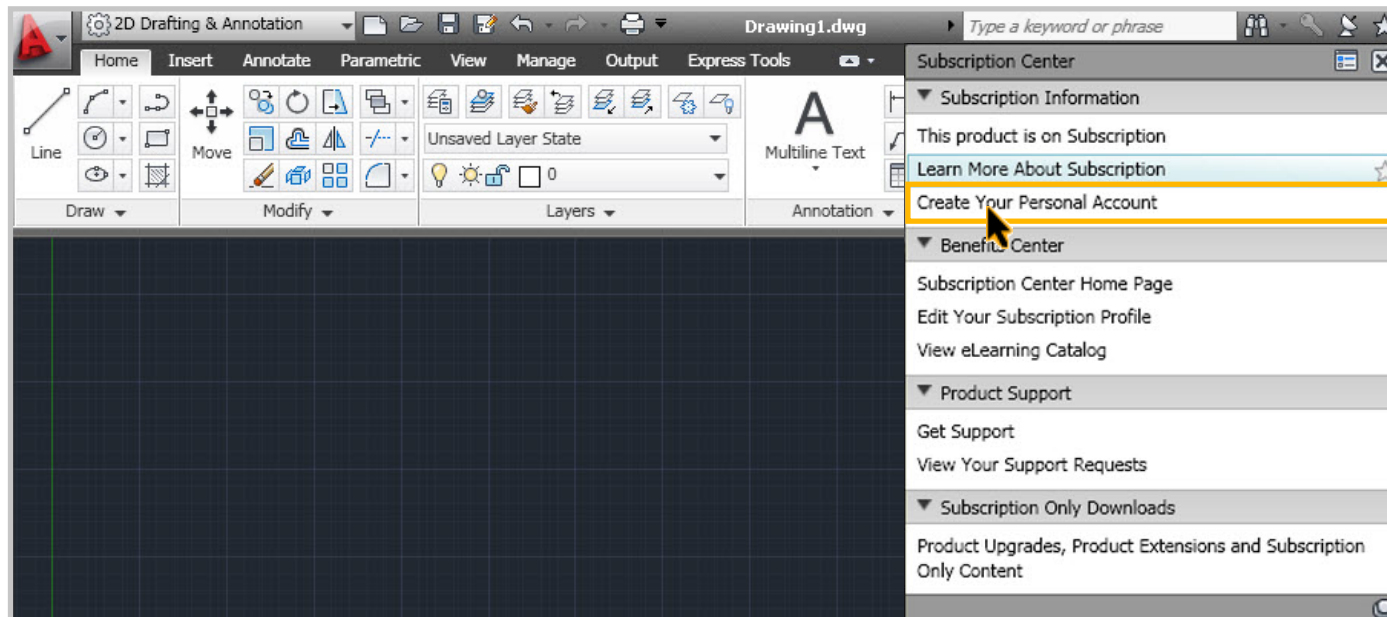 2D Drafting & Annotation
Drawing1.dwg
Type a keyword or phrase
Home Insert Annotate Parametric View Manage Output Express Tools
Line
Move
Unsaved Layer State
0
A
Multiline Text
Draw
Modify
Layers
Annotation
Subscription Center
Subscription Information
This product is on Subscription
Learn More About Subscription
Create Your Personal Account
Benefits Center
Subscription Center Home Page
Edit Your Subscription Profile
View eLearning Catalog
Product Support
Get Support
View Your Support Requests
Subscription Only Downloads
Product Upgrades, Product Extensions and Subscription
Only Content